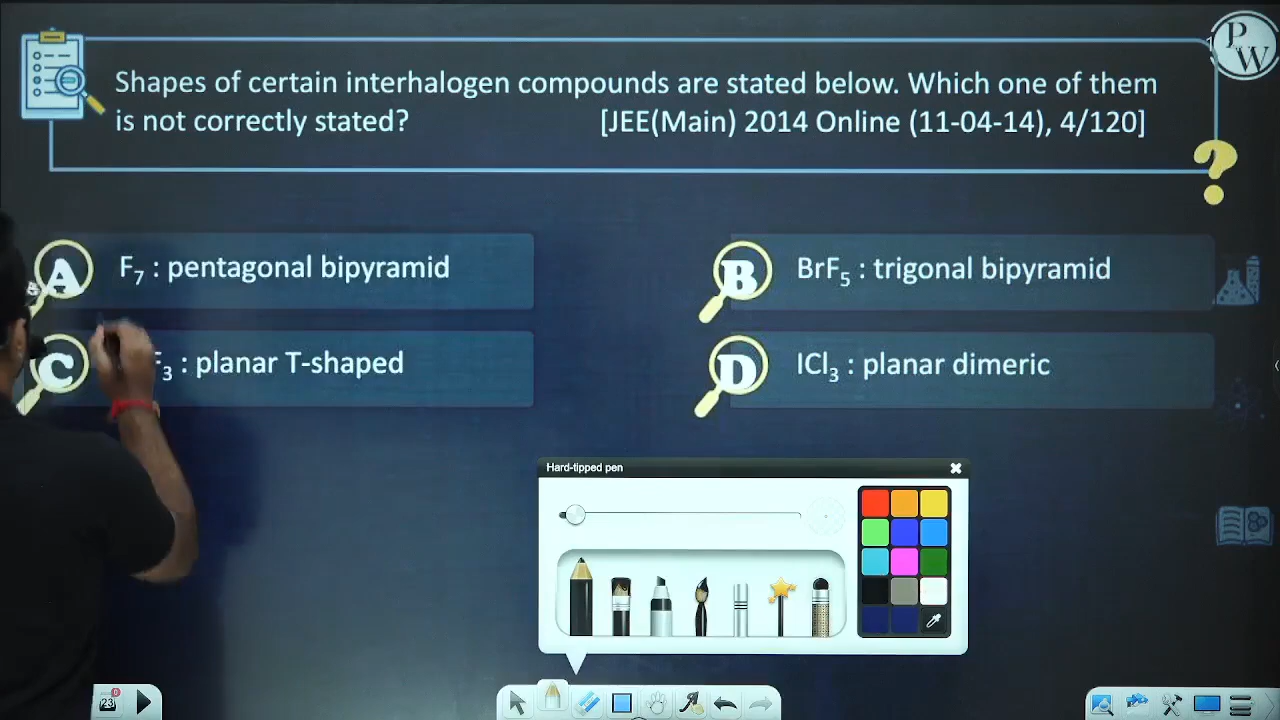 PW
Shapes of certain interhalogen compounds are stated below. Which one of them
is not correctly stated? [JEE(Main) 2014 Online (11-04-14), 4/120]
A F₇ : pentagonal bipyramid
B BrF₅ : trigonal bipyramid
C F₃ : planar T-shaped
D ICl₃ : planar dimeric
Hard-tipped pen
23
0